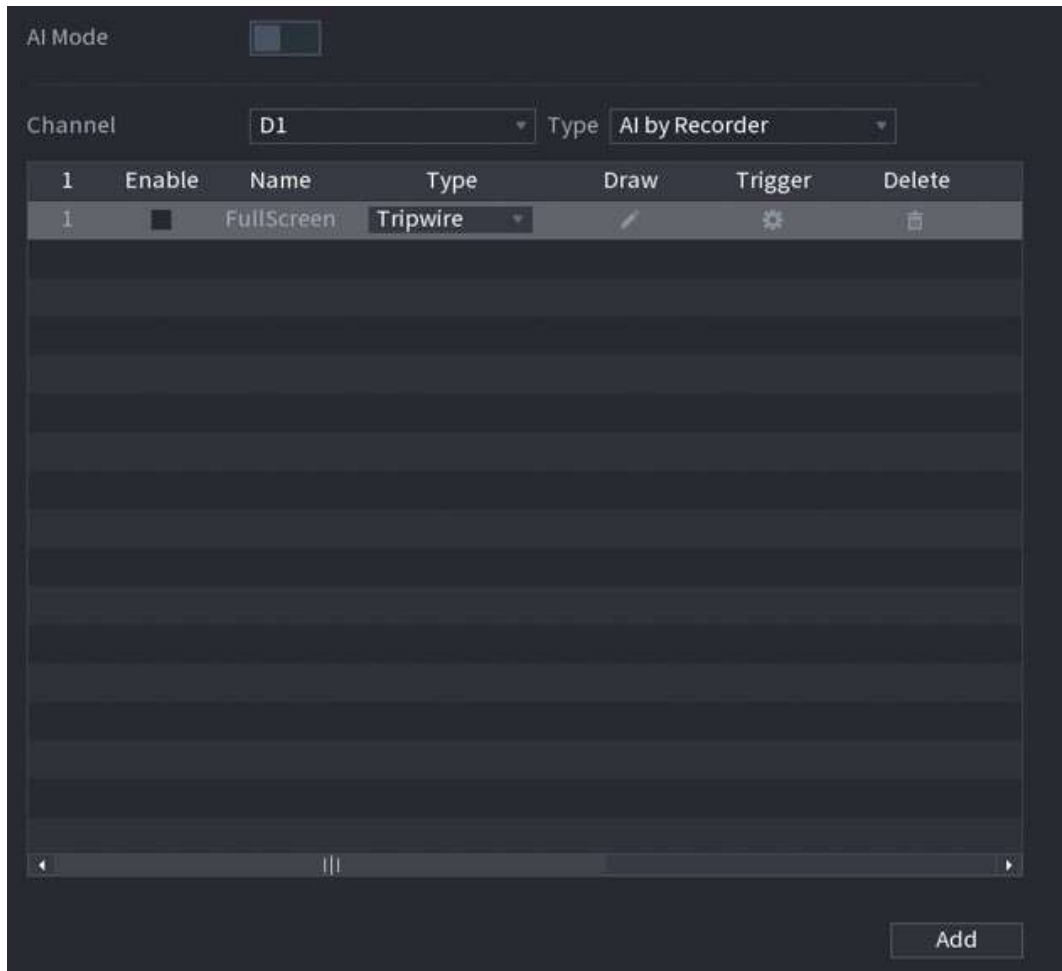 AI Mode
Channel D1 Type AI by Recorder
1 Enable Name Type Draw Trigger Delete
1 FullScreen Tripwire
Add